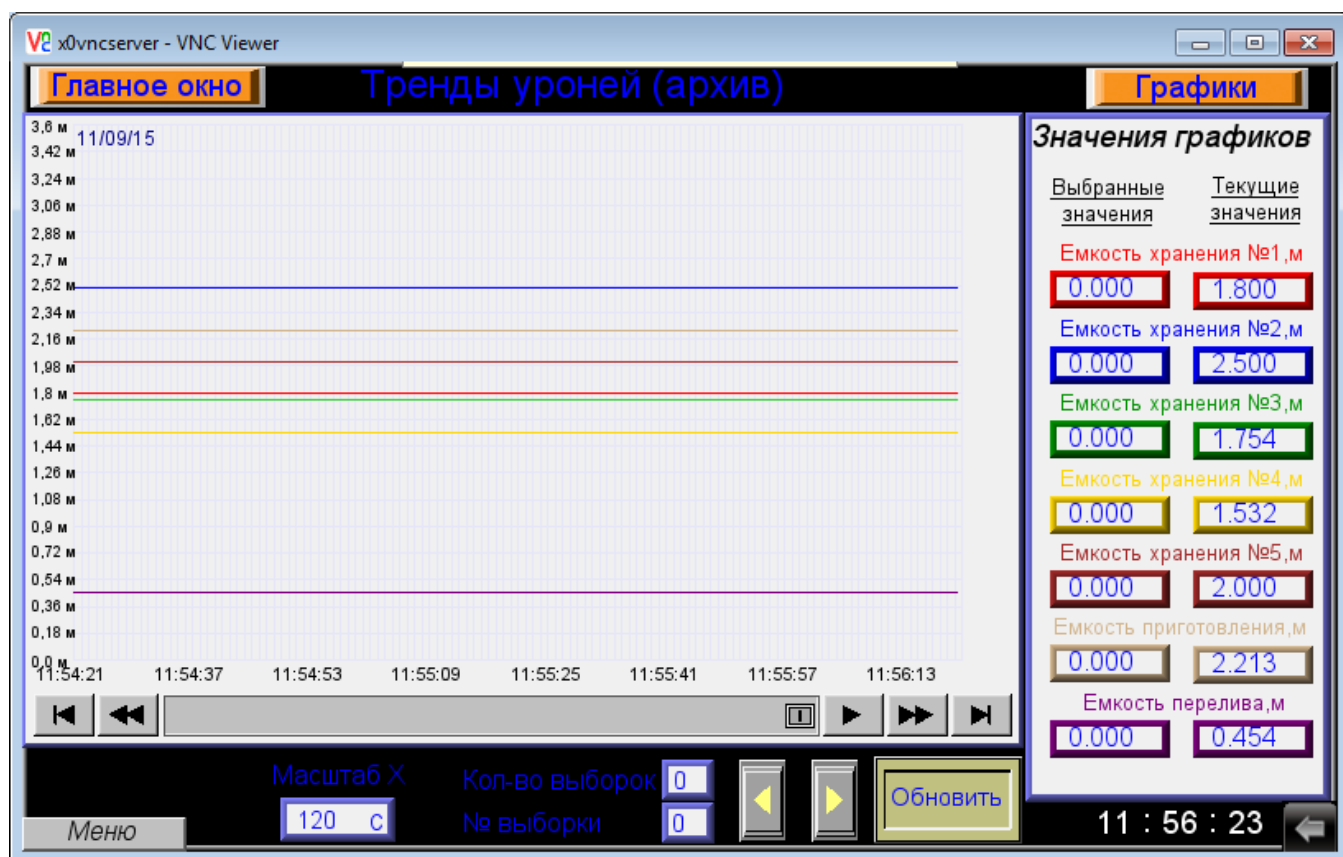 x0vncserver - VNC Viewer
Главное окно
Тренды уроней (архив)
Графики
3,6 м
11/09/15
3,42 м
3,24 м
3,06 м
2,88 м
2,7 м
2,52 м
2,34 м
2,16 м
1,98 м
1,8 м
1,62 м
1,44 м
1,26 м
1,08 м
0,9 м
0,72 м
0,54 м
0,36 м
0,18 м
0,0 м
11:54:21 11:54:37 11:54:53 11:55:09 11:55:25 11:55:41 11:55:57 11:56:13
Значения графиков
Выбранные значения
Текущие значения
Емкость хранения №1,м
0.000 1.800
Емкость хранения №2,м
0.000 2.500
Емкость хранения №3,м
0.000 1.754
Емкость хранения №4,м
0.000 1.532
Емкость хранения №5,м
0.000 2.000
Емкость приготовления,м
0.000 2.213
Емкость перелива,м
0.000 0.454
Масштаб X
120 с
Кол-во выборок 0
№ выборки 0
Обновить
Меню
11 : 56 : 23